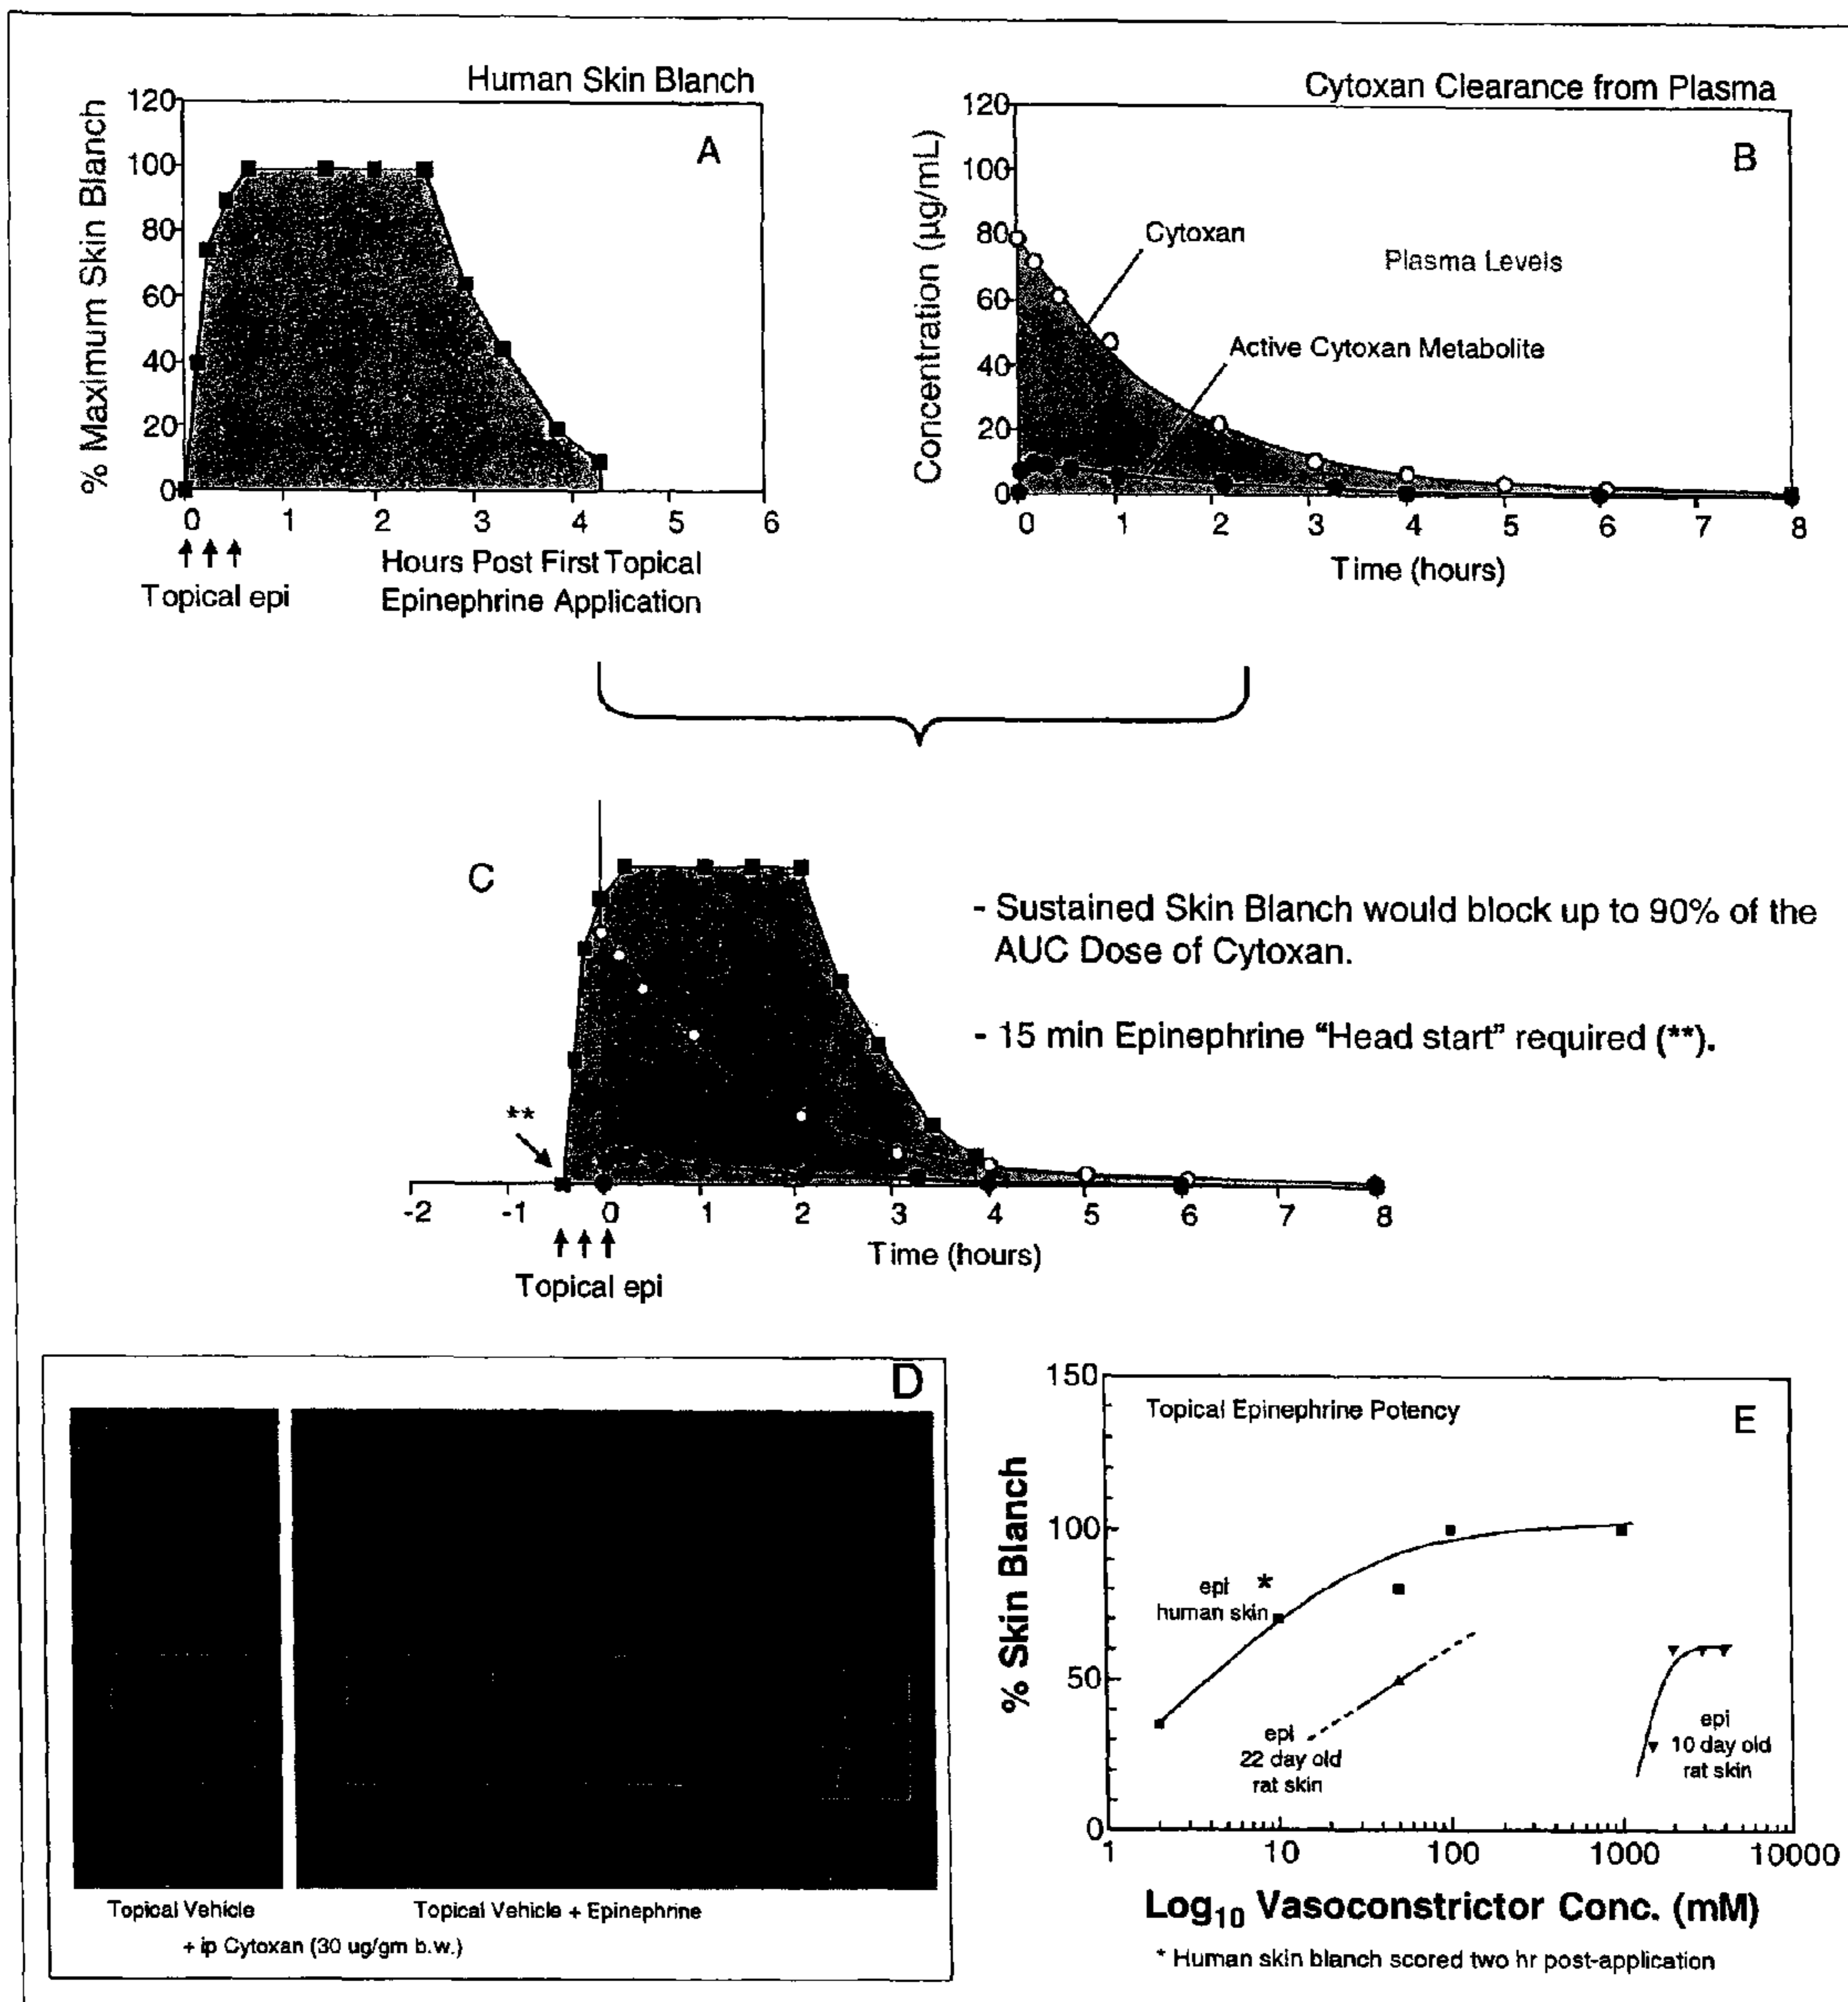 Human Skin Blanch
A
% Maximum Skin Blanch
120
100
80
60
40
20
0
0 1 2 3 4 5 6
Topical epi
Hours Post First Topical
Epinephrine Application
Cytoxan Clearance from Plasma
B
Concentration (µg/mL)
120
100
80
60
40
20
0
Cytoxan
Plasma Levels
Active Cytoxan Metabolite
0 1 2 3 4 5 6 7 8
Time (hours)
C
- Sustained Skin Blanch would block up to 90% of the
AUC Dose of Cytoxan.
- 15 min Epinephrine “Head start” required (**).
**
-2 -1 0 1 2 3 4 5 6 7 8
Time (hours)
Topical epi
D
Topical Vehicle
Topical Vehicle + Epinephrine
+ ip Cytoxan (30 ug/gm b.w.)
E
Topical Epinephrine Potency
% Skin Blanch
150
100
50
0
epi *
human skin
epi
22 day old
rat skin
epi
10 day old
rat skin
1 10 100 1000 10000
Log10 Vasoconstrictor Conc. (mM)
* Human skin blanch scored two hr post-application